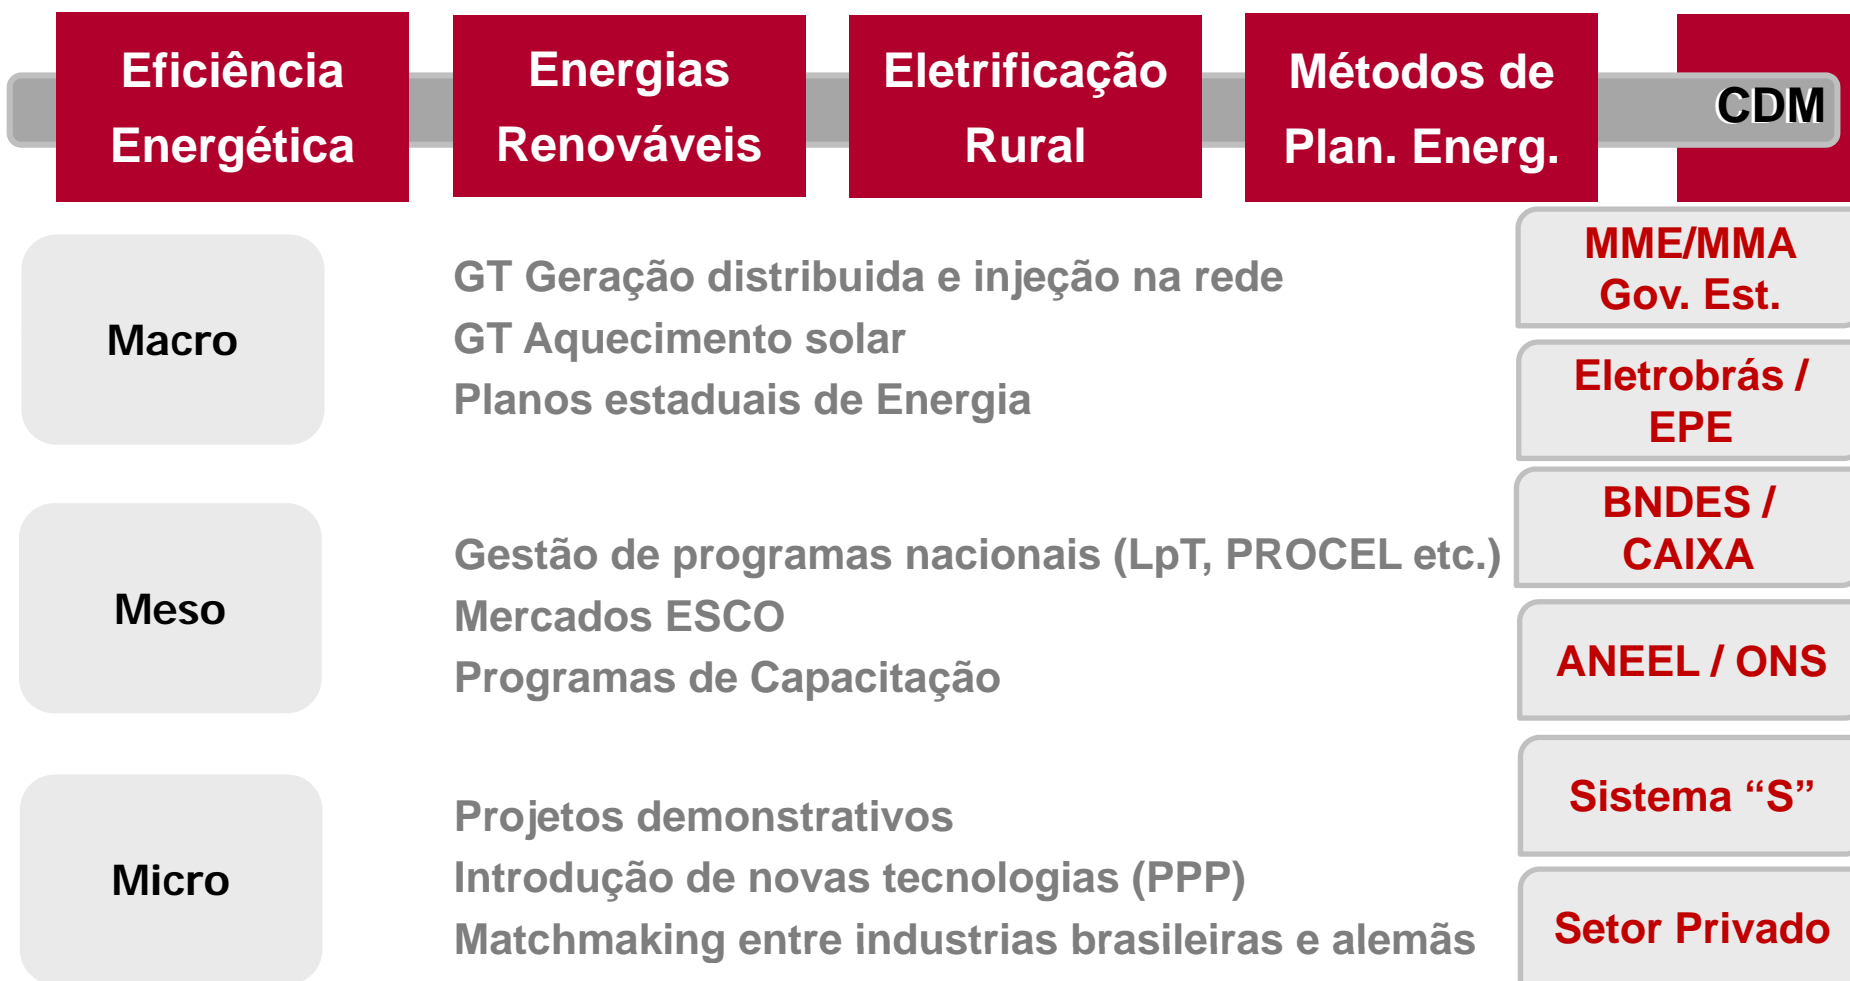 Eficiência
Energética
Energias
Renováveis
Eletrificação
Rural
Métodos de
Plan. Energ.
CDM
Macro
GT Geração distribuida e injeção na rede
GT Aquecimento solar
Planos estaduais de Energia
Meso
Gestão de programas nacionais (LpT, PROCEL etc.)
Mercados ESCO
Programas de Capacitação
Micro
Projetos demonstrativos
Introdução de novas tecnologias (PPP)
Matchmaking entre industrias brasileiras e alemãs
MME/MMA
Gov. Est.
Eletrobrás /
EPE
BNDES /
CAIXA
ANEEL / ONS
Sistema “S”
Setor Privado